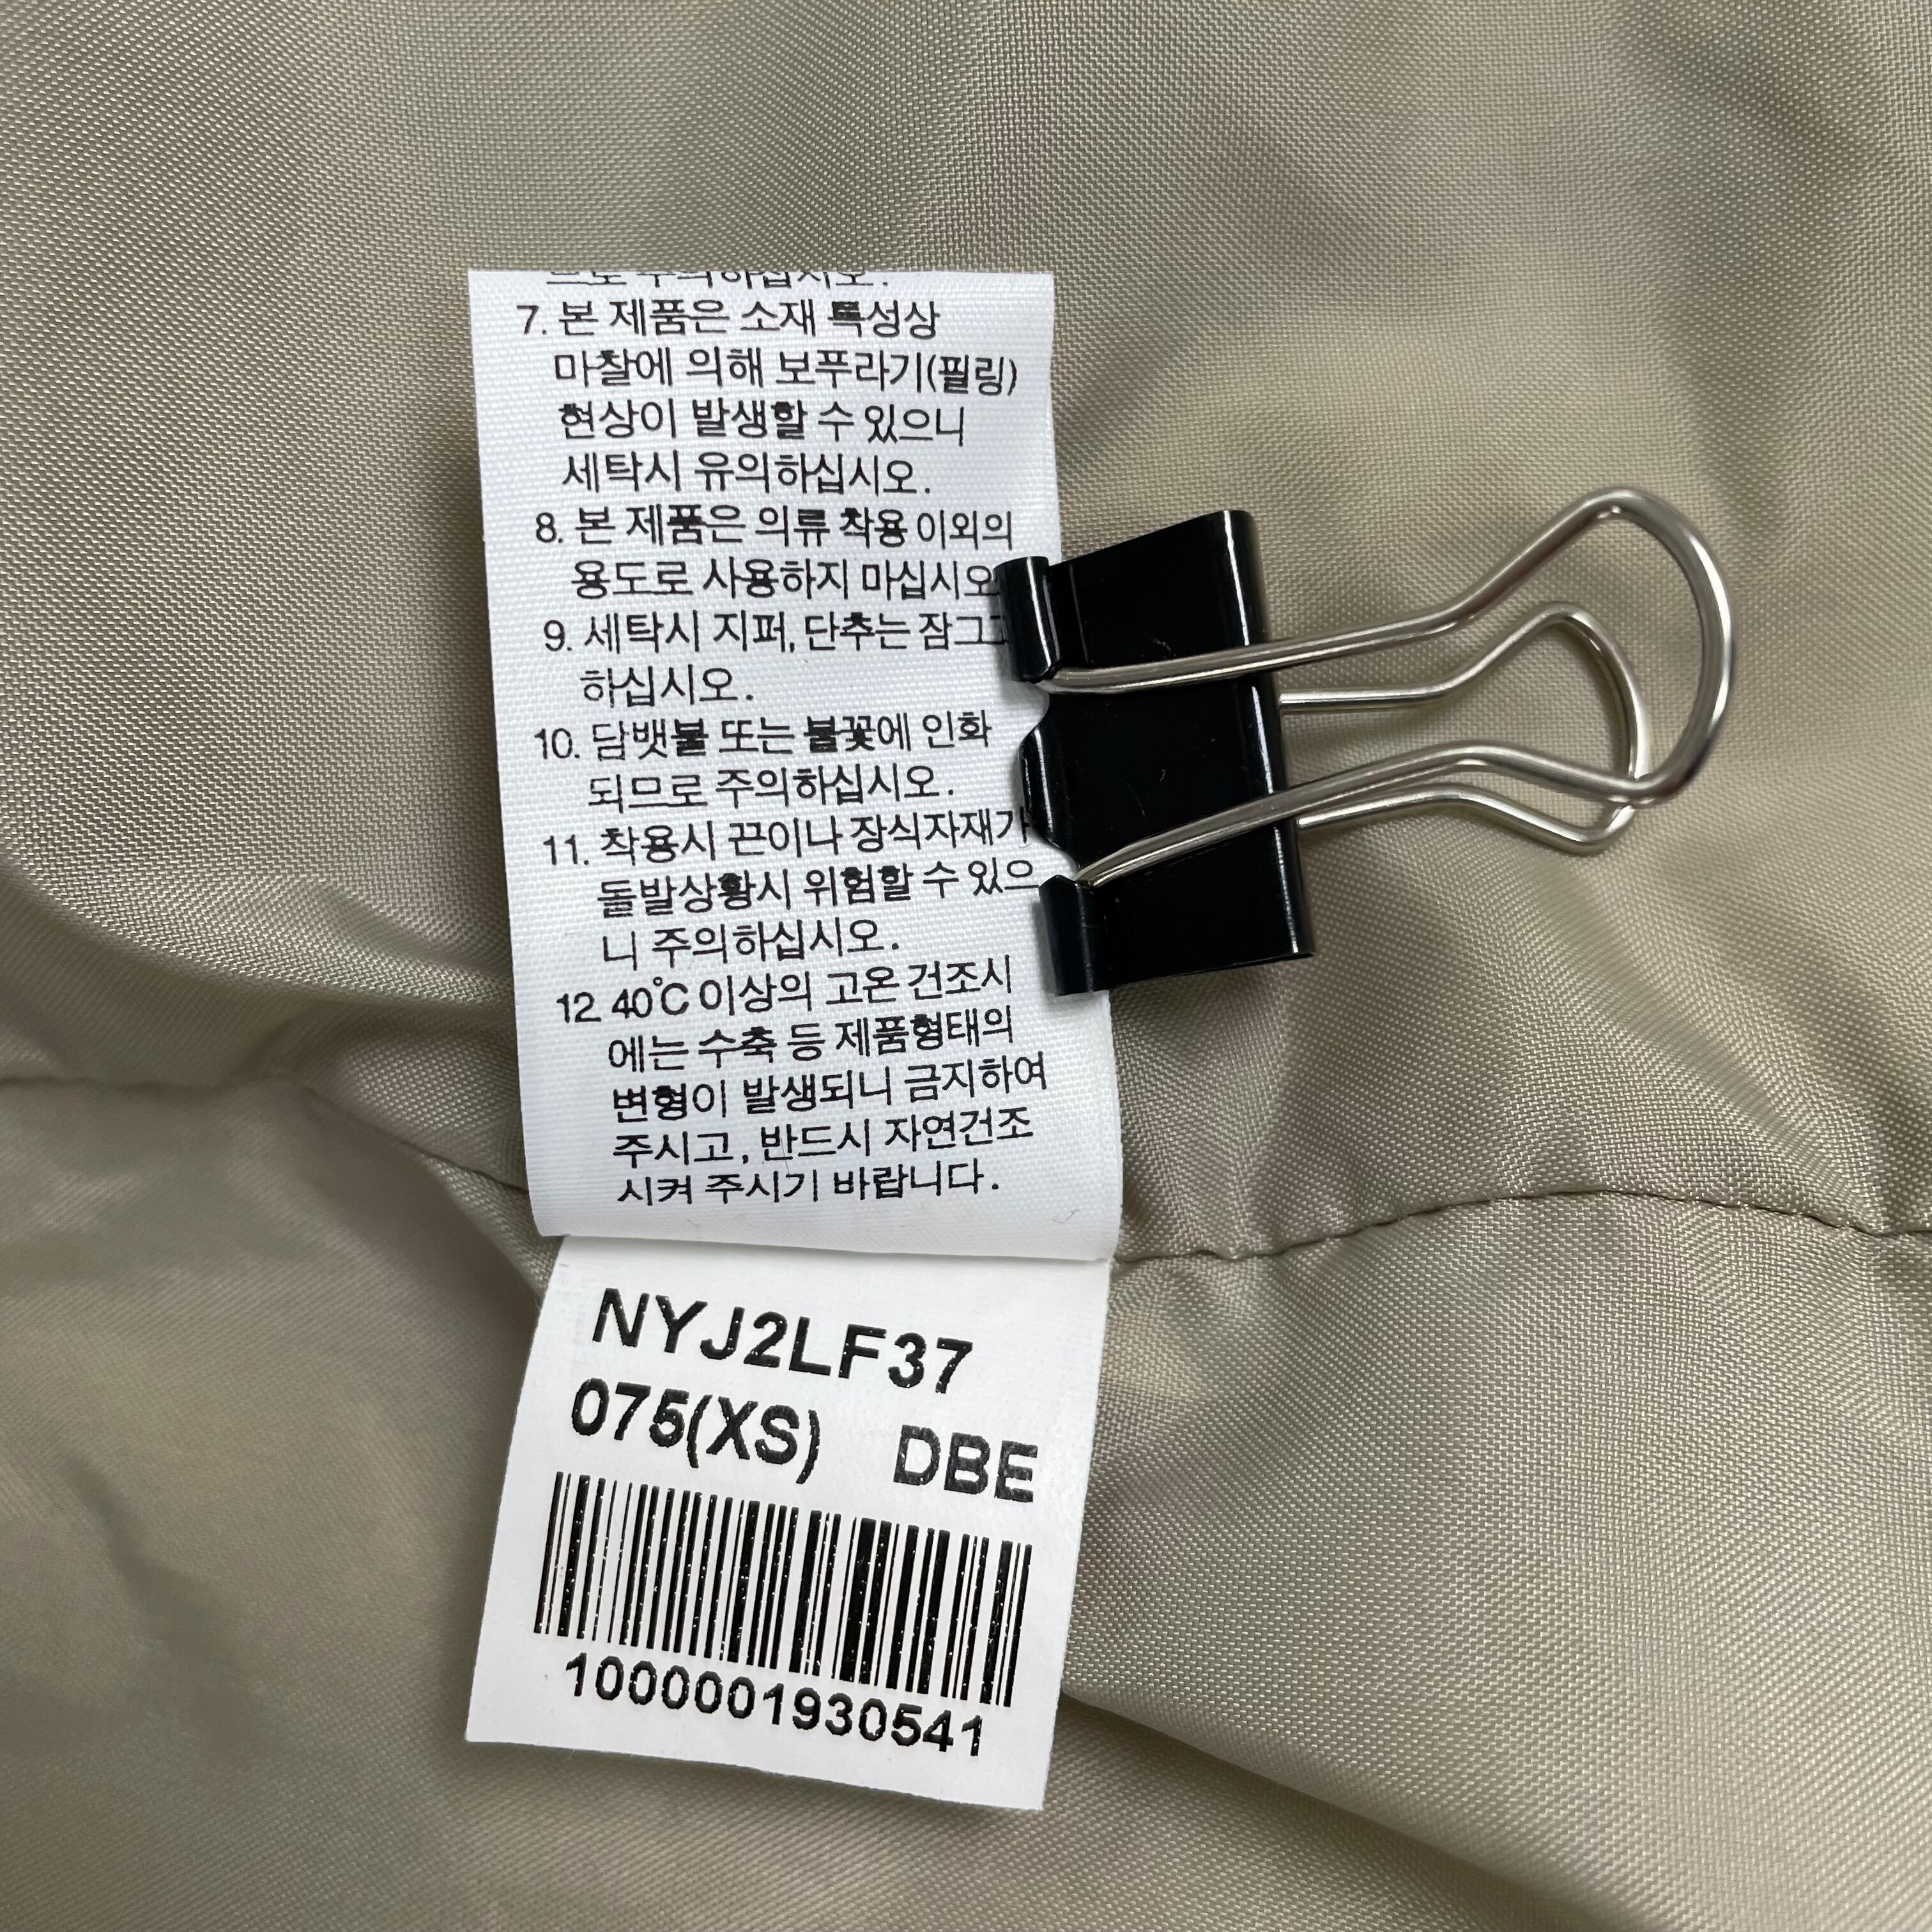 므로 주의하십시오.
7. 본 제품은 소재 특성상
마찰에 의해 보푸라기(필링)
현상이 발생할 수 있으니
세탁시 유의하십시오.
8. 본 제품은 의류 착용 이외의
용도로 사용하지 마십시오
9. 세탁시 지퍼, 단추는 잠그고
하십시오.
10. 담뱃불 또는 불꽃에 인화
되므로 주의하십시오.
11. 착용시 끈이나 장식자재가
돌발상황시 위험할 수 있으
니 주의하십시오.
12. 40℃ 이상의 고온 건조시
에는 수축 등 제품형태의
변형이 발생되니 금지하여
주시고, 반드시 자연건조
시켜 주시기 바랍니다.
NYJ2LF37
075(XS) DBE
1000001930541